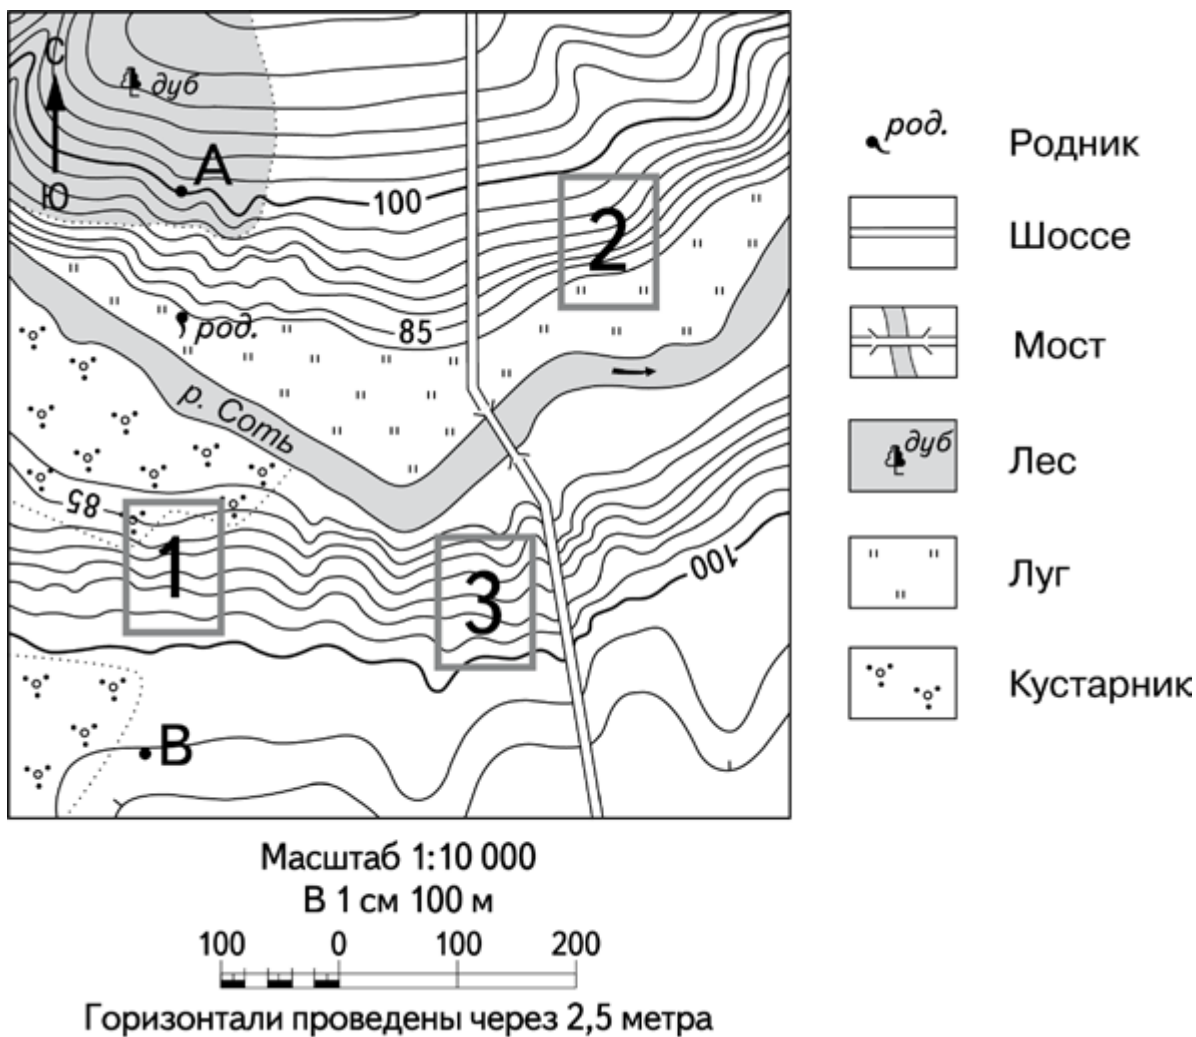 С
дуб
А
Ю
100
2
85
род.
р. Соть
85
1
3
100
В
род.
Родник
Шоссе
Мост
дуб
Лес
Луг
Кустарник
Масштаб 1:10 000
В 1 см 100 м
100 0 100 200
Горизонтали проведены через 2,5 метра